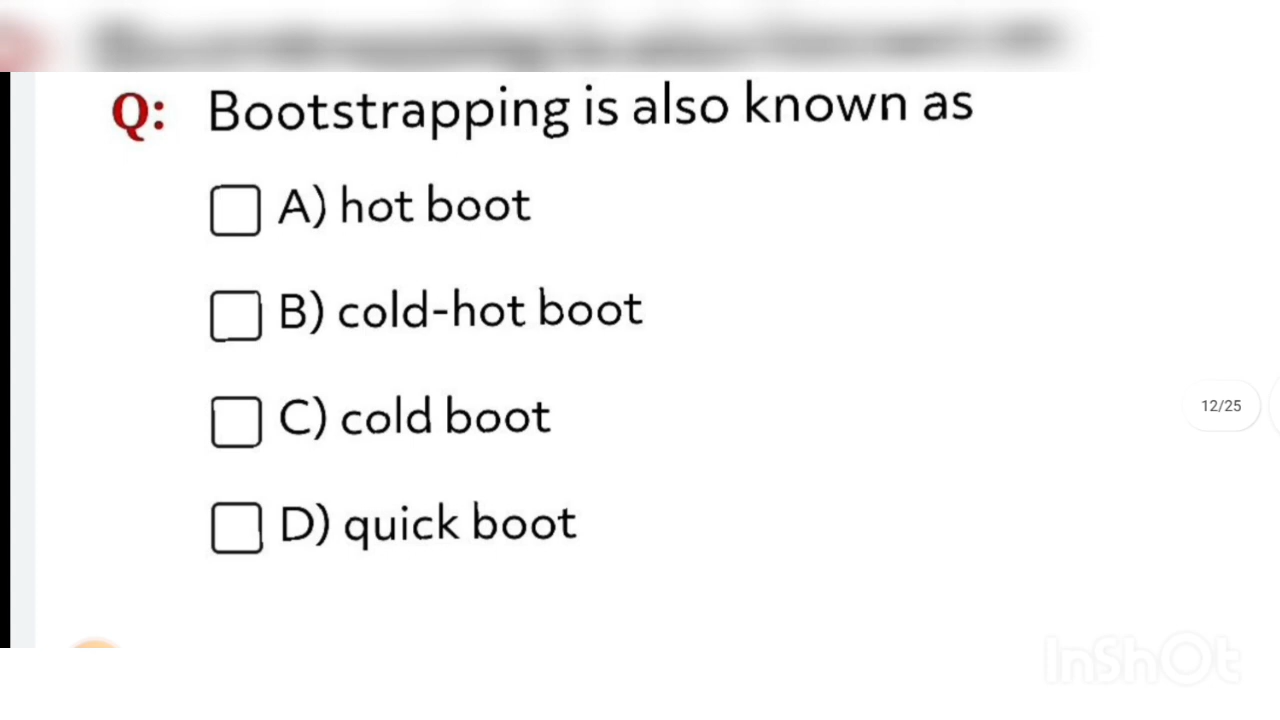 Q: Bootstrapping is also known as
A) hot boot
B) cold-hot boot
C) cold boot
D) quick boot
12/25
InShOt